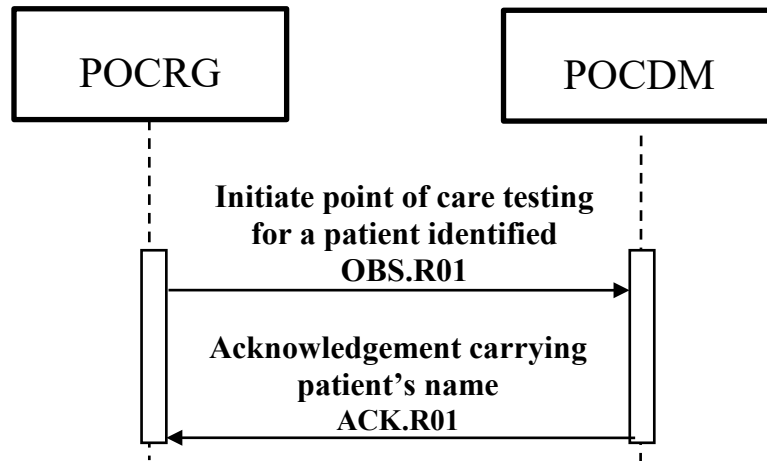 POCRG
POCDM
Initiate point of care testing
for a patient identified
OBS.R01
Acknowledgement carrying
patient’s name
ACK.R01